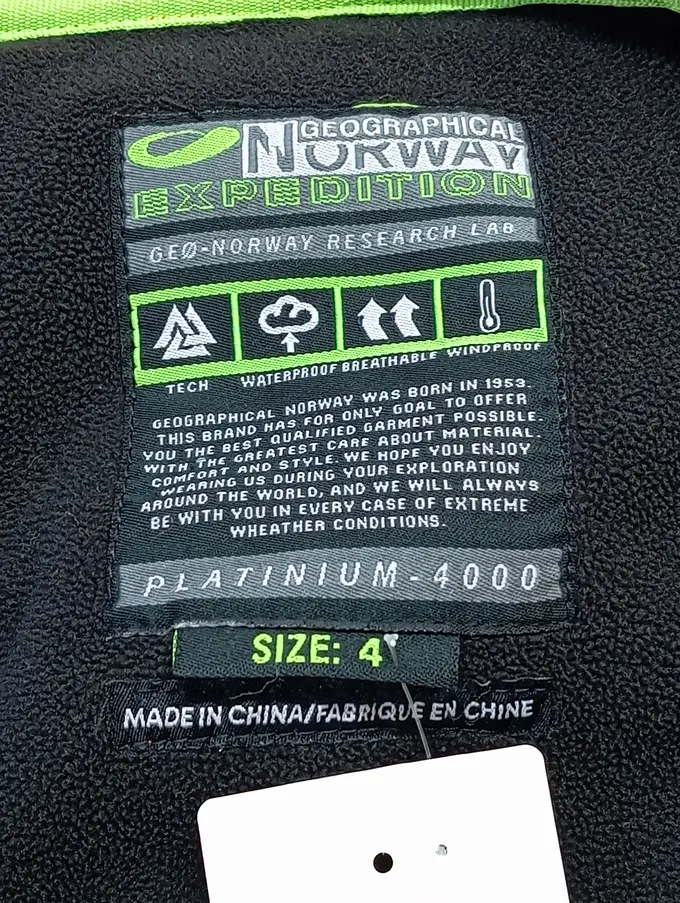 GEOGRAPHICAL
NORWAY
EXPEDITION
GEØ-NORWAY RESEARCH LAB
TECH WATERPROOF BREATHABLE WINDPROOF
GEOGRAPHICAL NORWAY WAS BORN IN 1953.
THIS BRAND HAS FOR ONLY GOAL TO OFFER
YOU THE BEST QUALIFIED GARMENT POSSIBLE.
WITH THE GREATEST CARE ABOUT MATERIAL.
COMFORT AND STYLE. WE HOPE YOU ENJOY
WEARING US DURING YOUR EXPLORATION
AROUND THE WORLD, AND WE WILL ALWAYS
BE WITH YOU IN EVERY CASE OF EXTREME
WHEATHER CONDITIONS.
PLATINIUM-4000
SIZE: 4
MADE IN CHINA/FABRIQUE EN CHINE